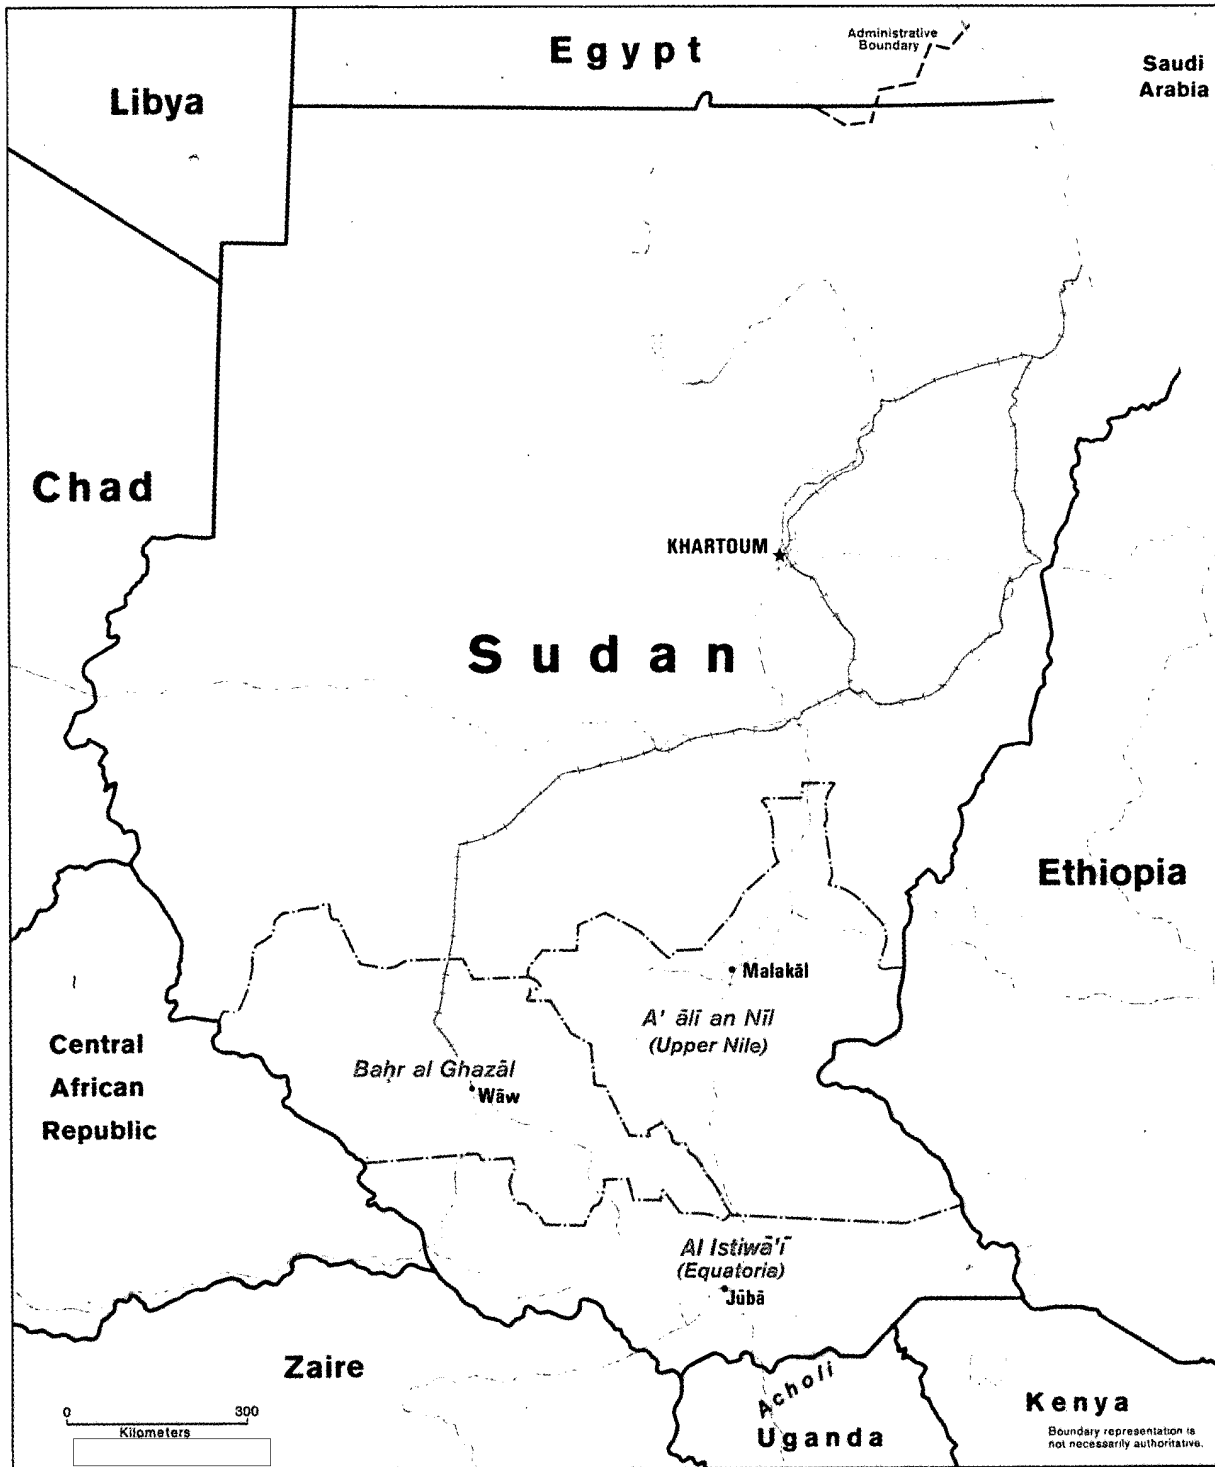 Egypt
Administrative
Boundary
Saudi
Arabia
Libya
Chad
KHARTOUM
Sudan
Ethiopia
Malakāl
A' ālī an Nīl
(Upper Nile)
Central
African
Republic
Baḥr al Ghazāl
Wāw
Al Istiwā'ī
(Equatoria)
Jūbā
Zaire
Acholi
Uganda
Kenya
Boundary representation is
not necessarily authoritative.
0 300
Kilometers